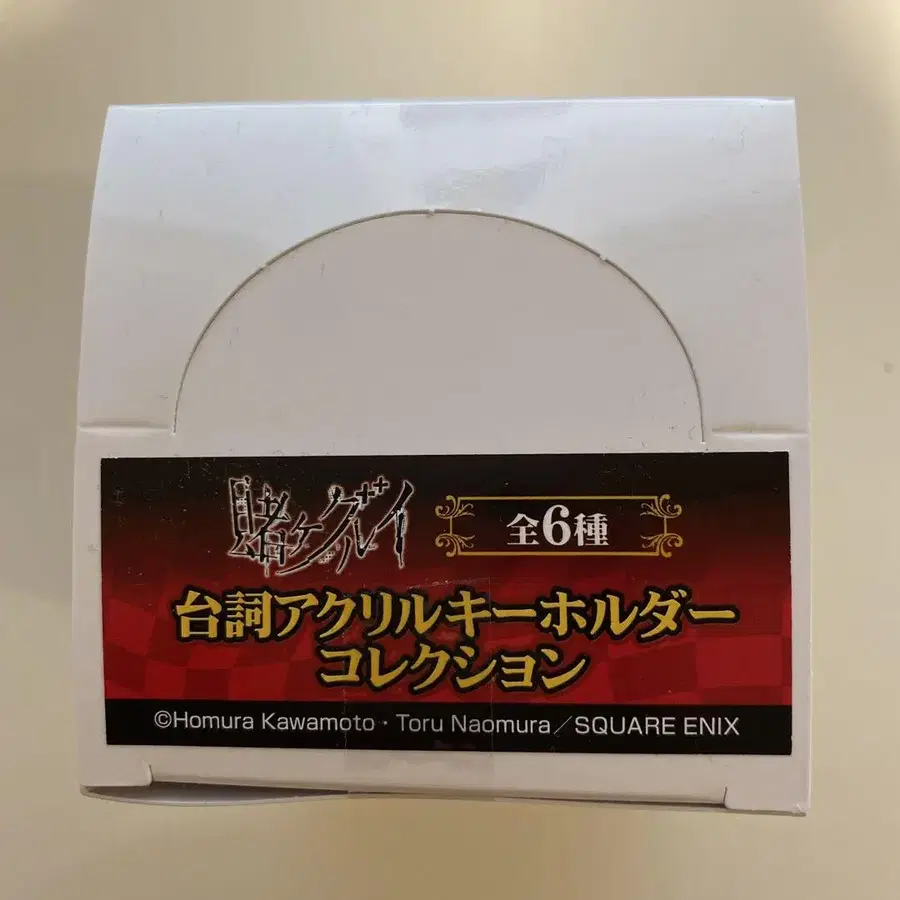 賭ケグルイ
全6種
台詞アクリルキーホルダー
コレクション
©Homura Kawamoto・Toru Naomura／SQUARE ENIX